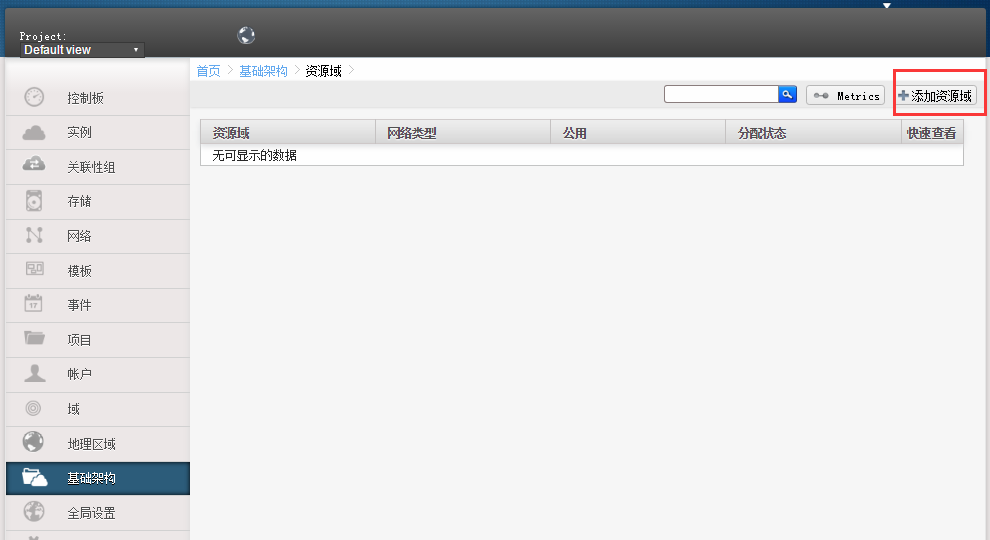 Project:
Default view
首页 基础架构 资源域
Metrics
添加资源域
资源域 网络类型 公用 分配状态 快速查看
无可显示的数据
控制板
实例
关联性组
存储
网络
模板
17
事件
项目
帐户
域
地理区域
基础架构
全局设置